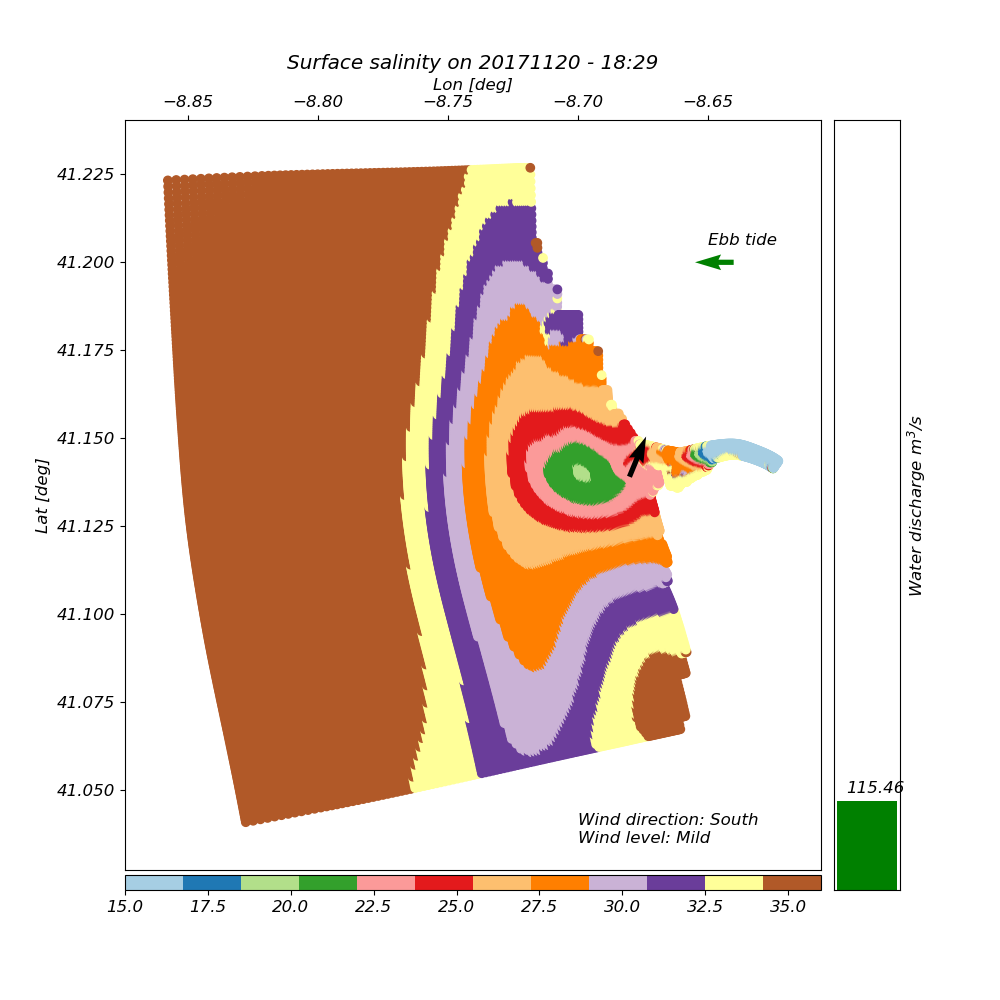 Surface salinity on 20171120 - 18:29
Lon [deg]
−8.85 −8.80 −8.75 −8.70 −8.65
41.225
41.200
41.175
41.150
41.125
41.100
41.075
41.050
Lat [deg]
Ebb tide
Wind direction: South
Wind level: Mild
115.46
Water discharge m³/s
15.0 17.5 20.0 22.5 25.0 27.5 30.0 32.5 35.0